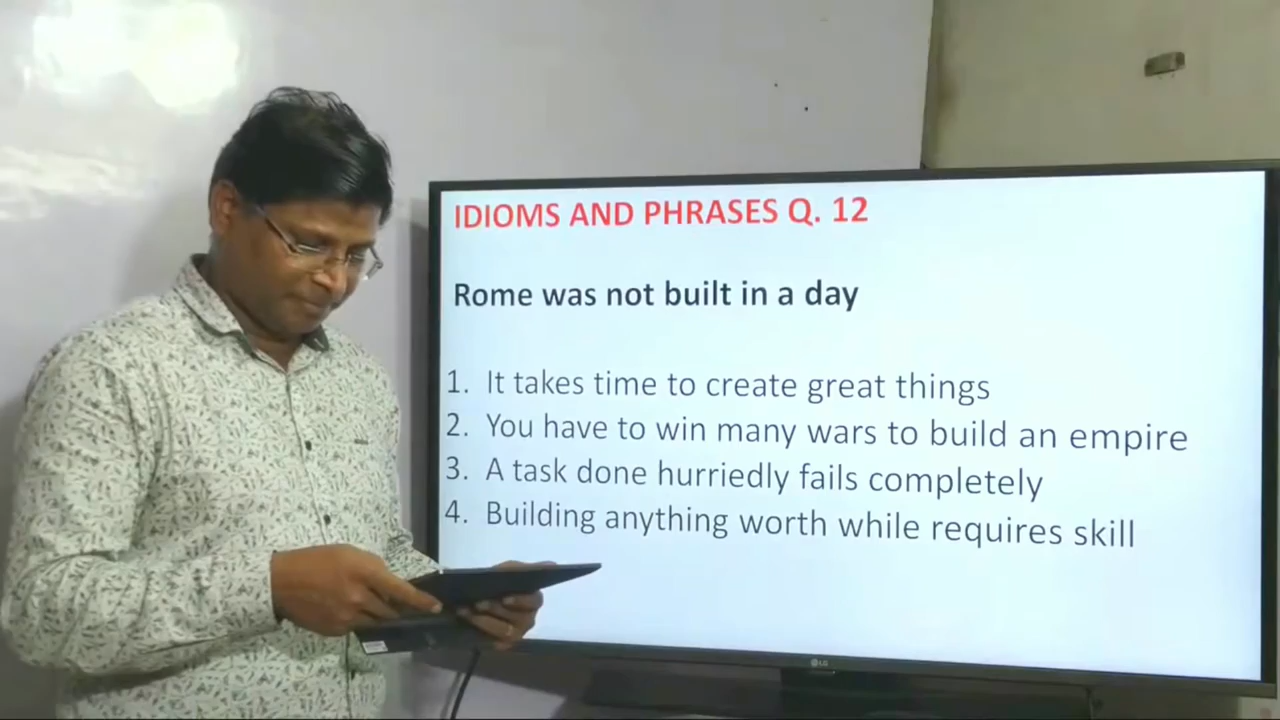 IDIOMS AND PHRASES Q. 12
Rome was not built in a day
1. It takes time to create great things
2. You have to win many wars to build an empire
3. A task done hurriedly fails completely
4. Building anything worth while requires skill
LG